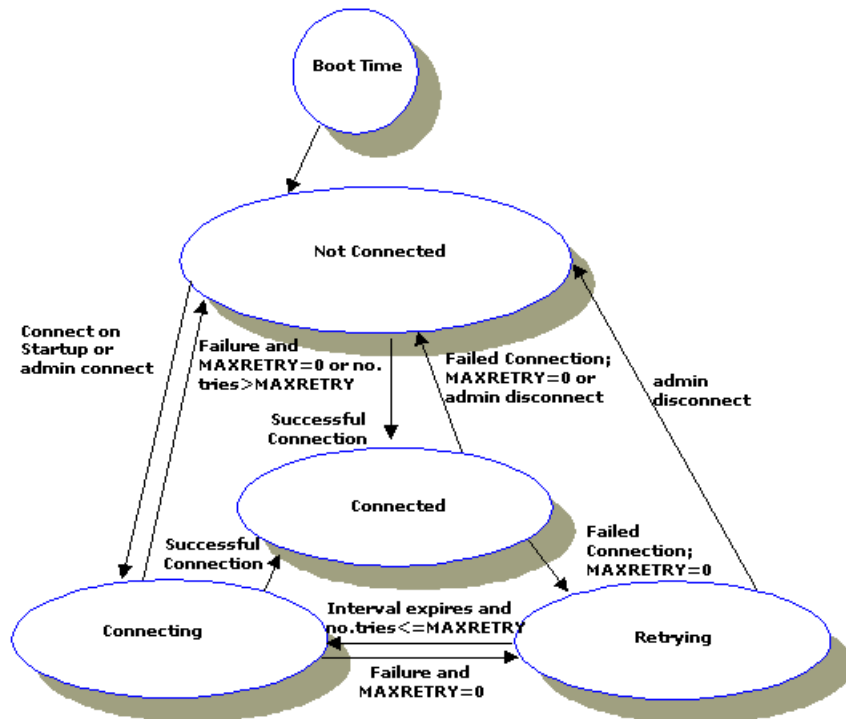 Boot Time
Not Connected
Connect on
Startup or
admin connect
Failure and
MAXRETRY=0 or no.
tries>MAXRETRY
Failed Connection;
MAXRETRY=0 or
admin disconnect
admin
disconnect
Successful
Connection
Connected
Successful
Connection
Failed
Connection;
MAXRETRY=0
Connecting
Interval expires and
no.tries<=MAXRETRY
Retrying
Failure and
MAXRETRY=0